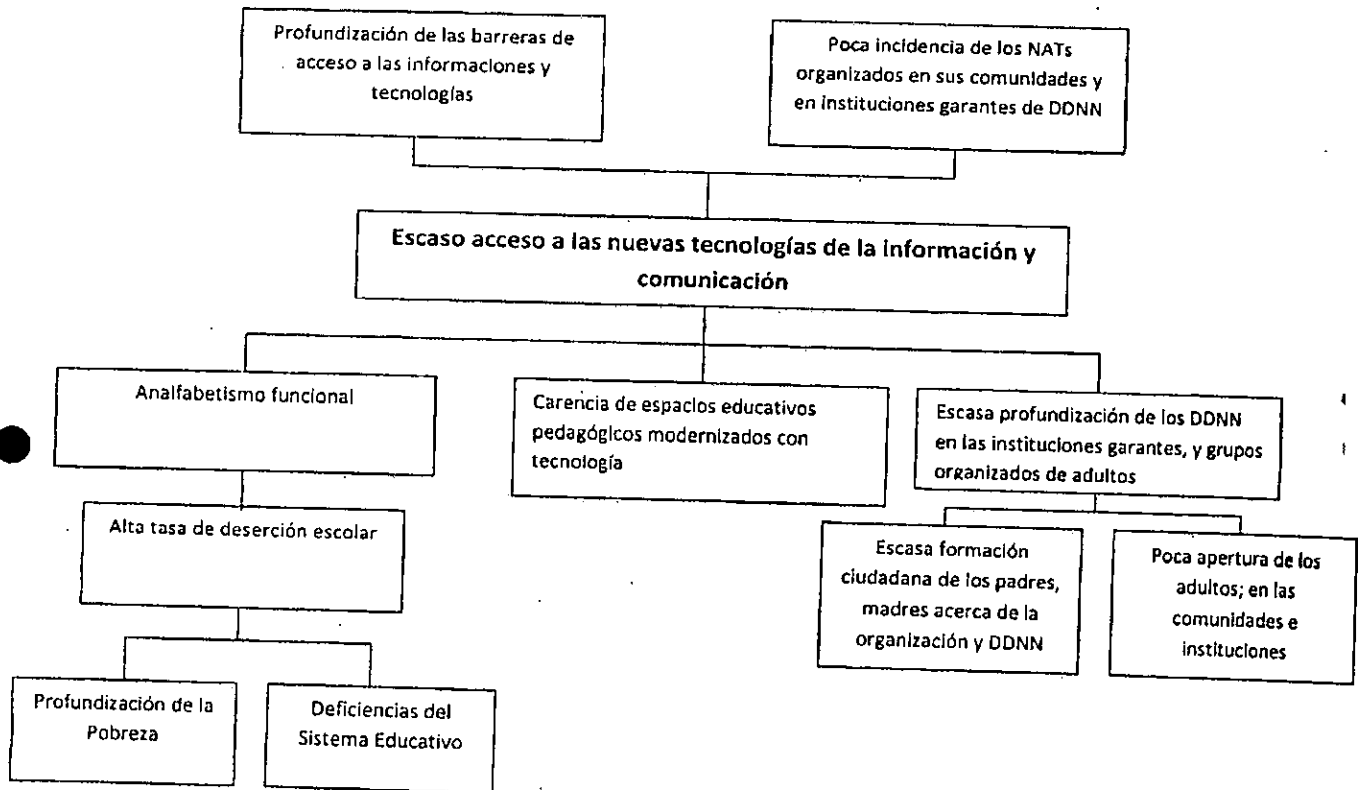 Profundización de las barreras de
acceso a las informaciones y
tecnologías
Poca incidencia de los NATs
organizados en sus comunidades y
en instituciones garantes de DDNN
Escaso acceso a las nuevas tecnologías de la información y
comunicación
Analfabetismo funcional
Carencia de espacios educativos
pedagógicos modernizados con
tecnología
Escasa profundización de los DDNN
en las instituciones garantes, y grupos
organizados de adultos
Alta tasa de deserción escolar
Escasa formación
ciudadana de los padres,
madres acerca de la
organización y DDNN
Poca apertura de los
adultos; en las
comunidades e
instituciones
Profundización de la
Pobreza
Deficiencias del
Sistema Educativo